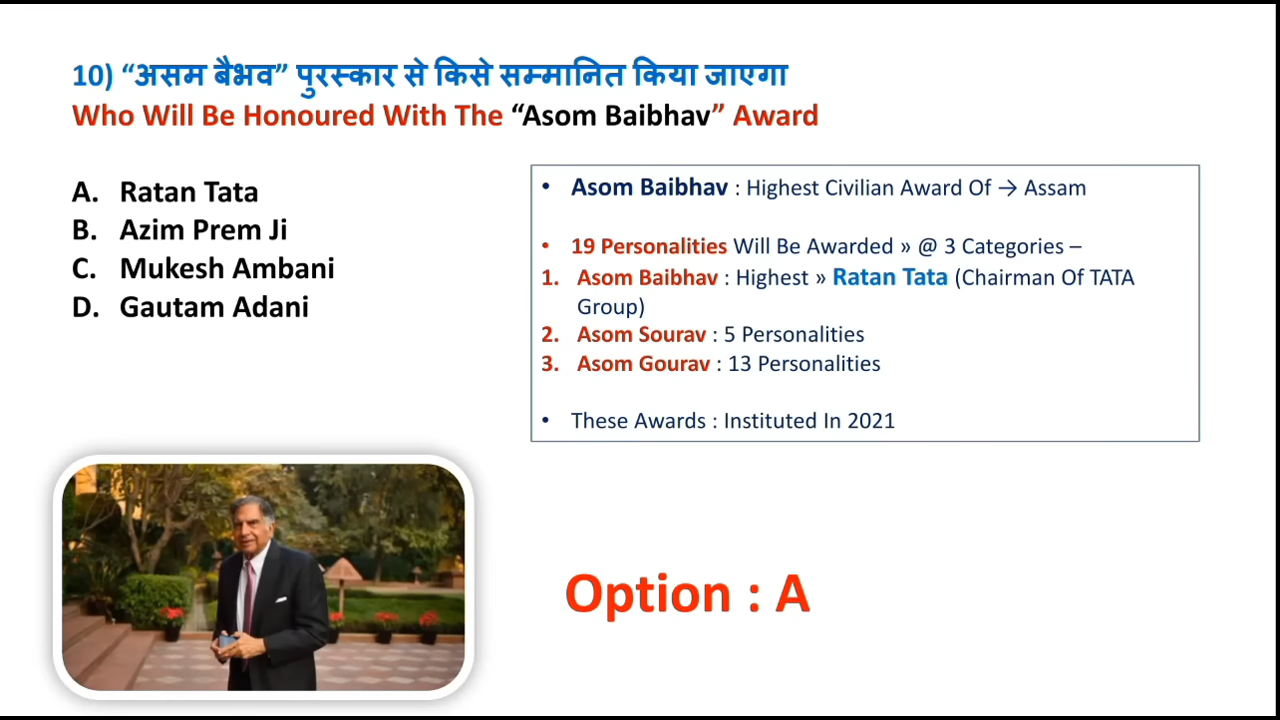 10) “असम बैभव” पुरस्कार से किसे सम्मानित किया जाएगा
Who Will Be Honoured With The “Asom Baibhav” Award
A. Ratan Tata
B. Azim Prem Ji
C. Mukesh Ambani
D. Gautam Adani
• Asom Baibhav : Highest Civilian Award Of → Assam
• 19 Personalities Will Be Awarded » @ 3 Categories –
1. Asom Baibhav : Highest » Ratan Tata (Chairman Of TATA
Group)
2. Asom Sourav : 5 Personalities
3. Asom Gourav : 13 Personalities
• These Awards : Instituted In 2021
Option : A